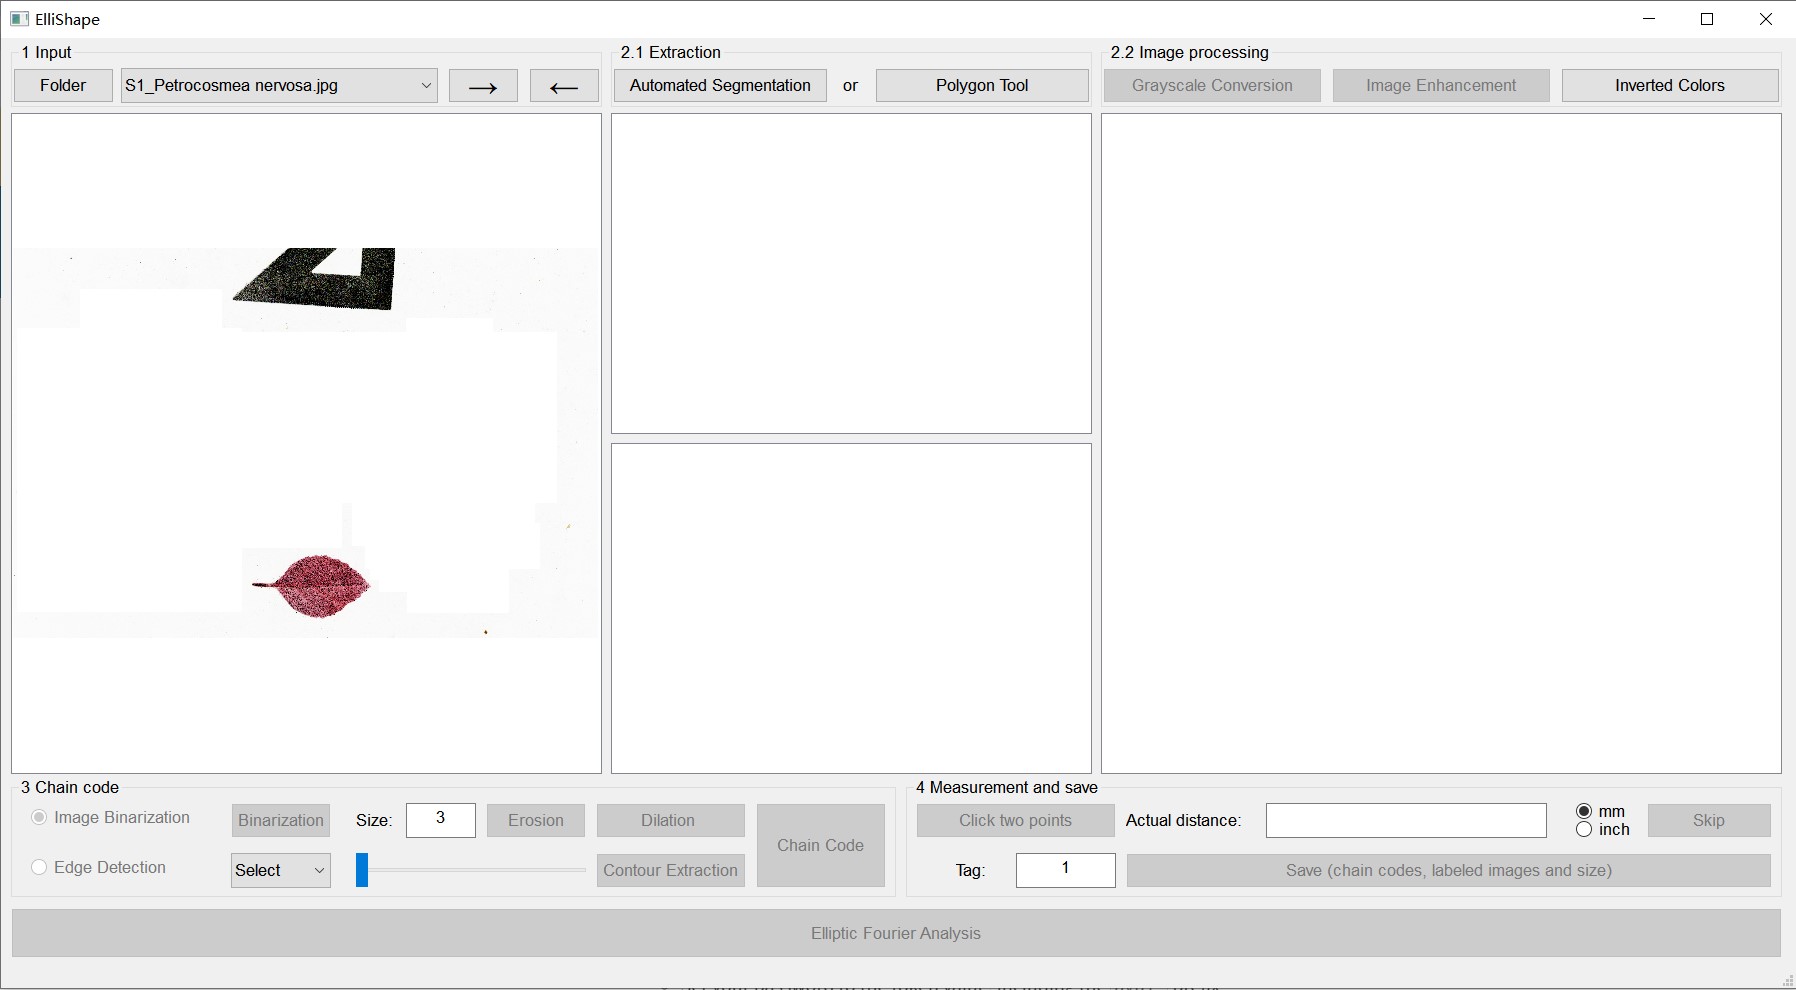 ElliShape
1 Input
Folder
S1_Petrocosmea nervosa.jpg
→
←
2.1 Extraction
Automated Segmentation
or
Polygon Tool
2.2 Image processing
Grayscale Conversion
Image Enhancement
Inverted Colors
3 Chain code
Image Binarization
Binarization
Size:
3
Erosion
Dilation
Chain Code
Edge Detection
Select
Contour Extraction
4 Measurement and save
Click two points
Actual distance:
mm
inch
Skip
Tag:
1
Save (chain codes, labeled images and size)
Elliptic Fourier Analysis